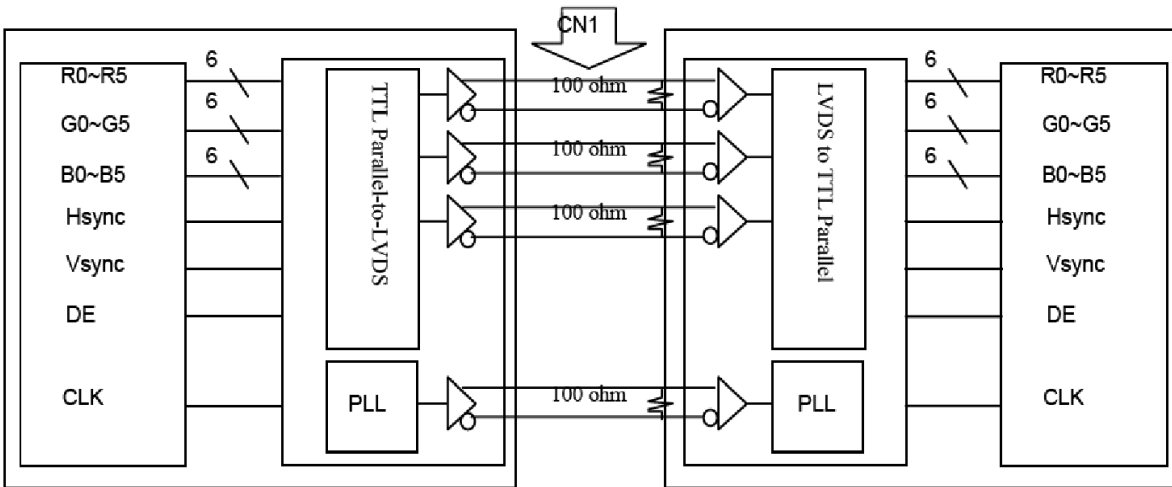 CN1
R0~R5
6
G0~G5
6
B0~B5
6
Hsync
Vsync
DE
CLK
TTL Parallel-to-LVDS
PLL
100 ohm
100 ohm
100 ohm
100 ohm
LVDS to TTL Parallel
PLL
6
R0~R5
6
G0~G5
6
B0~B5
Hsync
Vsync
DE
CLK